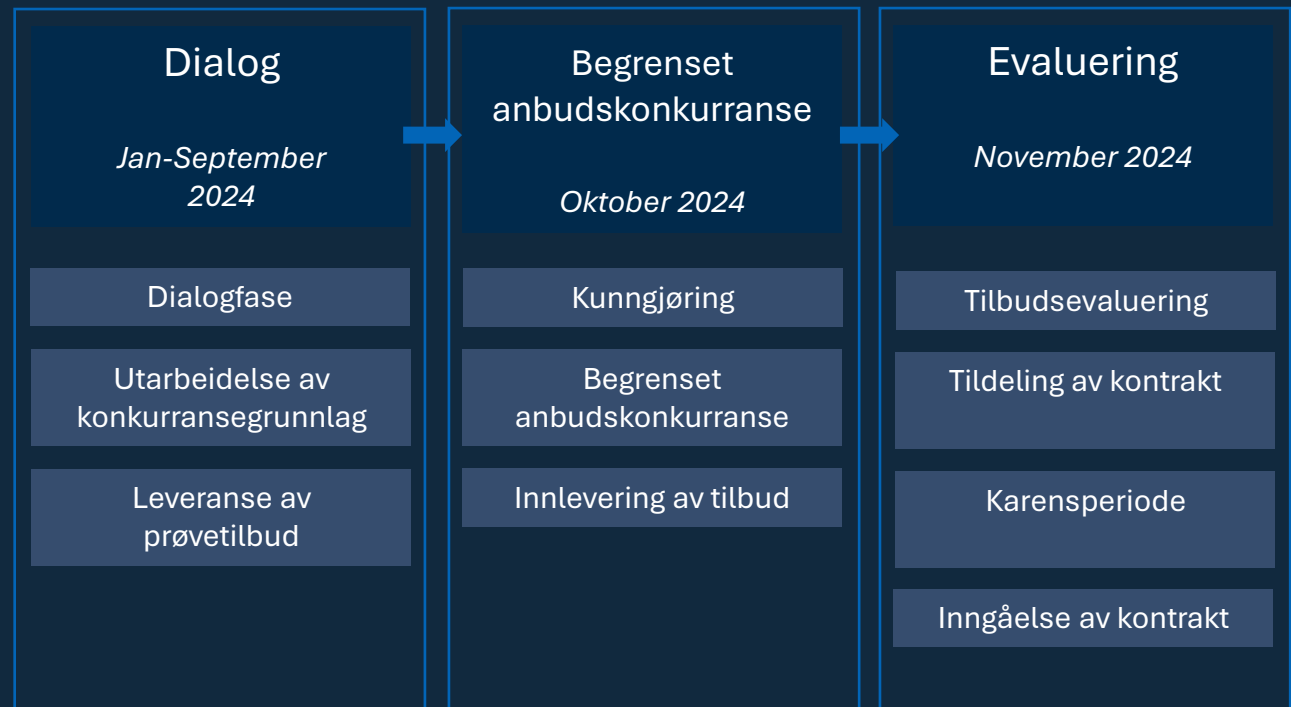 Dialog
Jan-September
2024
Dialogfase
Utarbeidelse av
konkurransegrunnlag
Leveranse av
prøvetilbud
Begrenset
anbudskonkurranse
Oktober 2024
Kunngjøring
Begrenset
anbudskonkurranse
Innlevering av tilbud
Evaluering
November 2024
Tilbudsevaluering
Tildeling av kontrakt
Karensperiode
Inngåelse av kontrakt